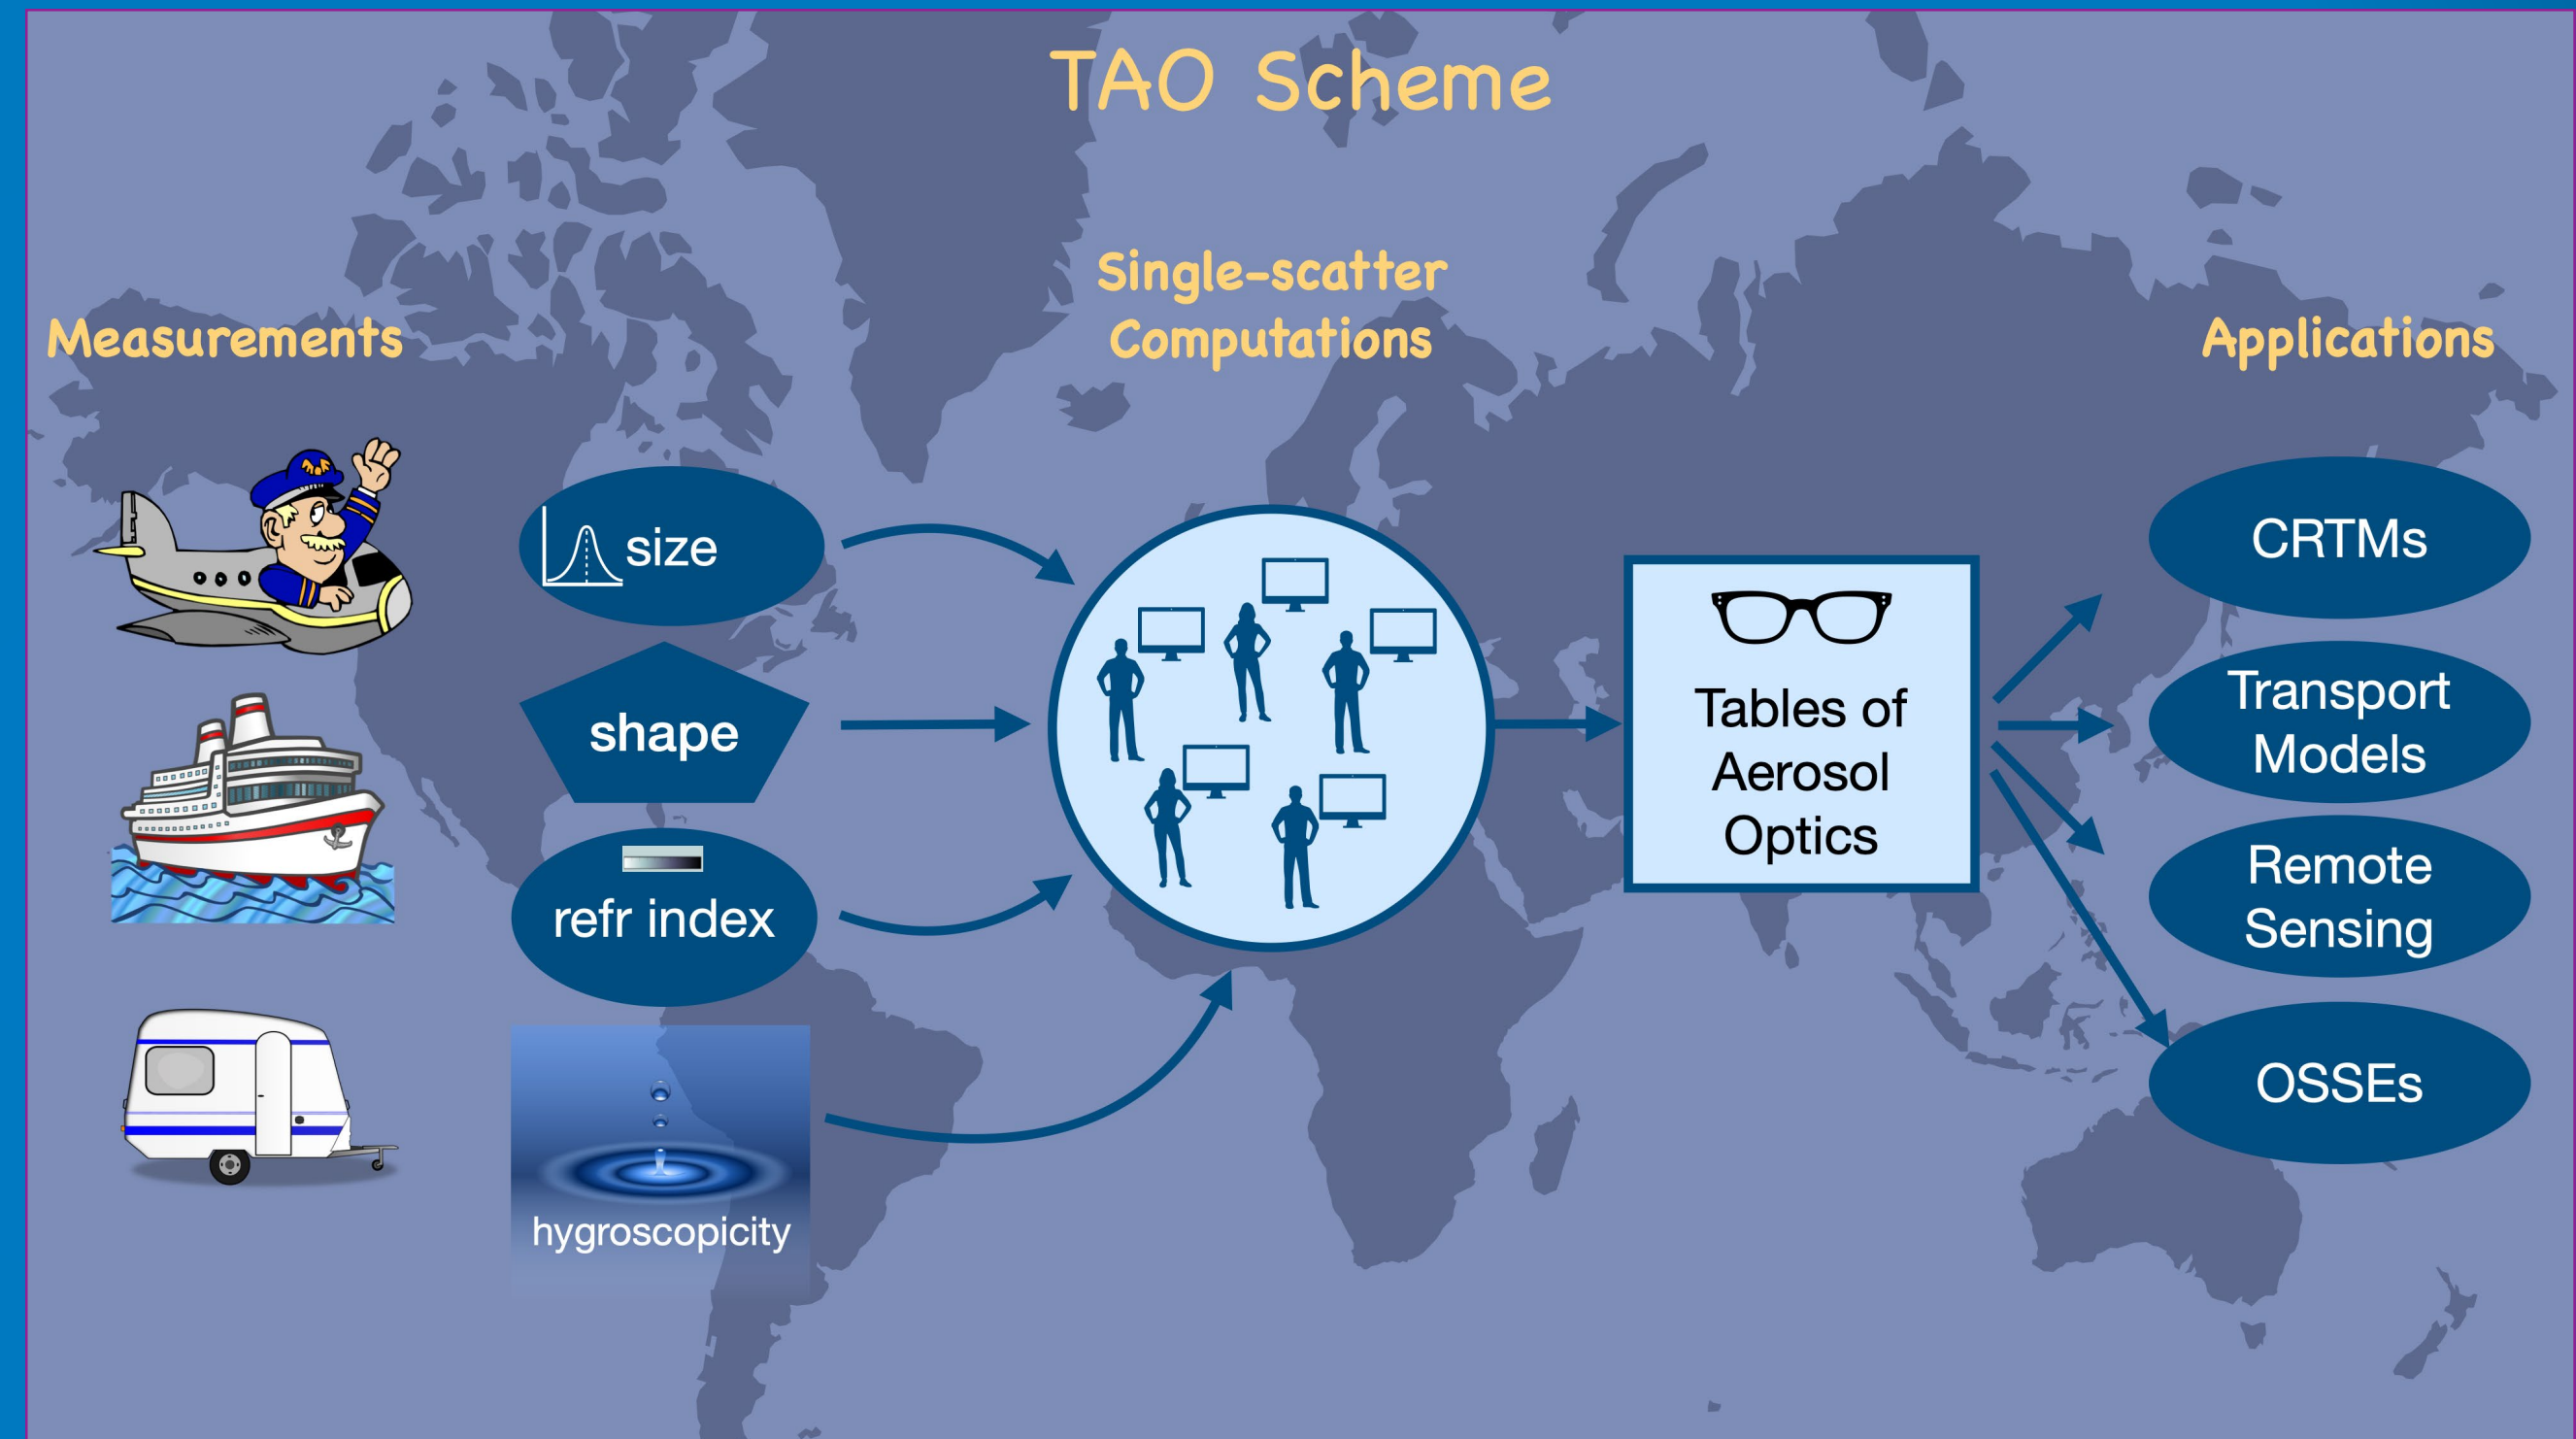 TAO Scheme
Measurements
Single-scatter
Computations
Applications
size
shape
refr index
hygroscopicity
Tables of
Aerosol
Optics
CRTMs
Transport
Models
Remote
Sensing
OSSEs